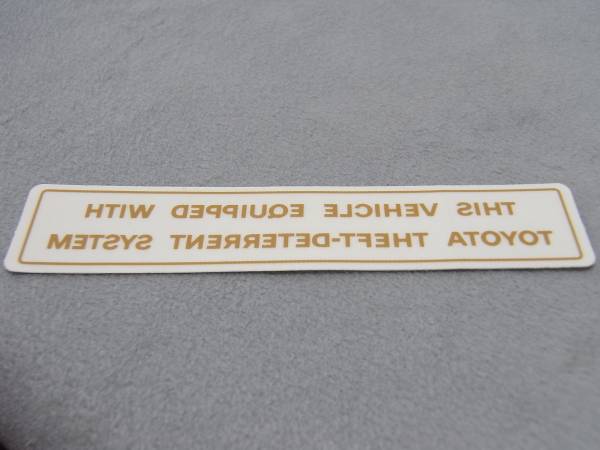 THIS VEHICLE EQUIPPED WITH
TOYOTA THEFT-DETERRENT SYSTEM